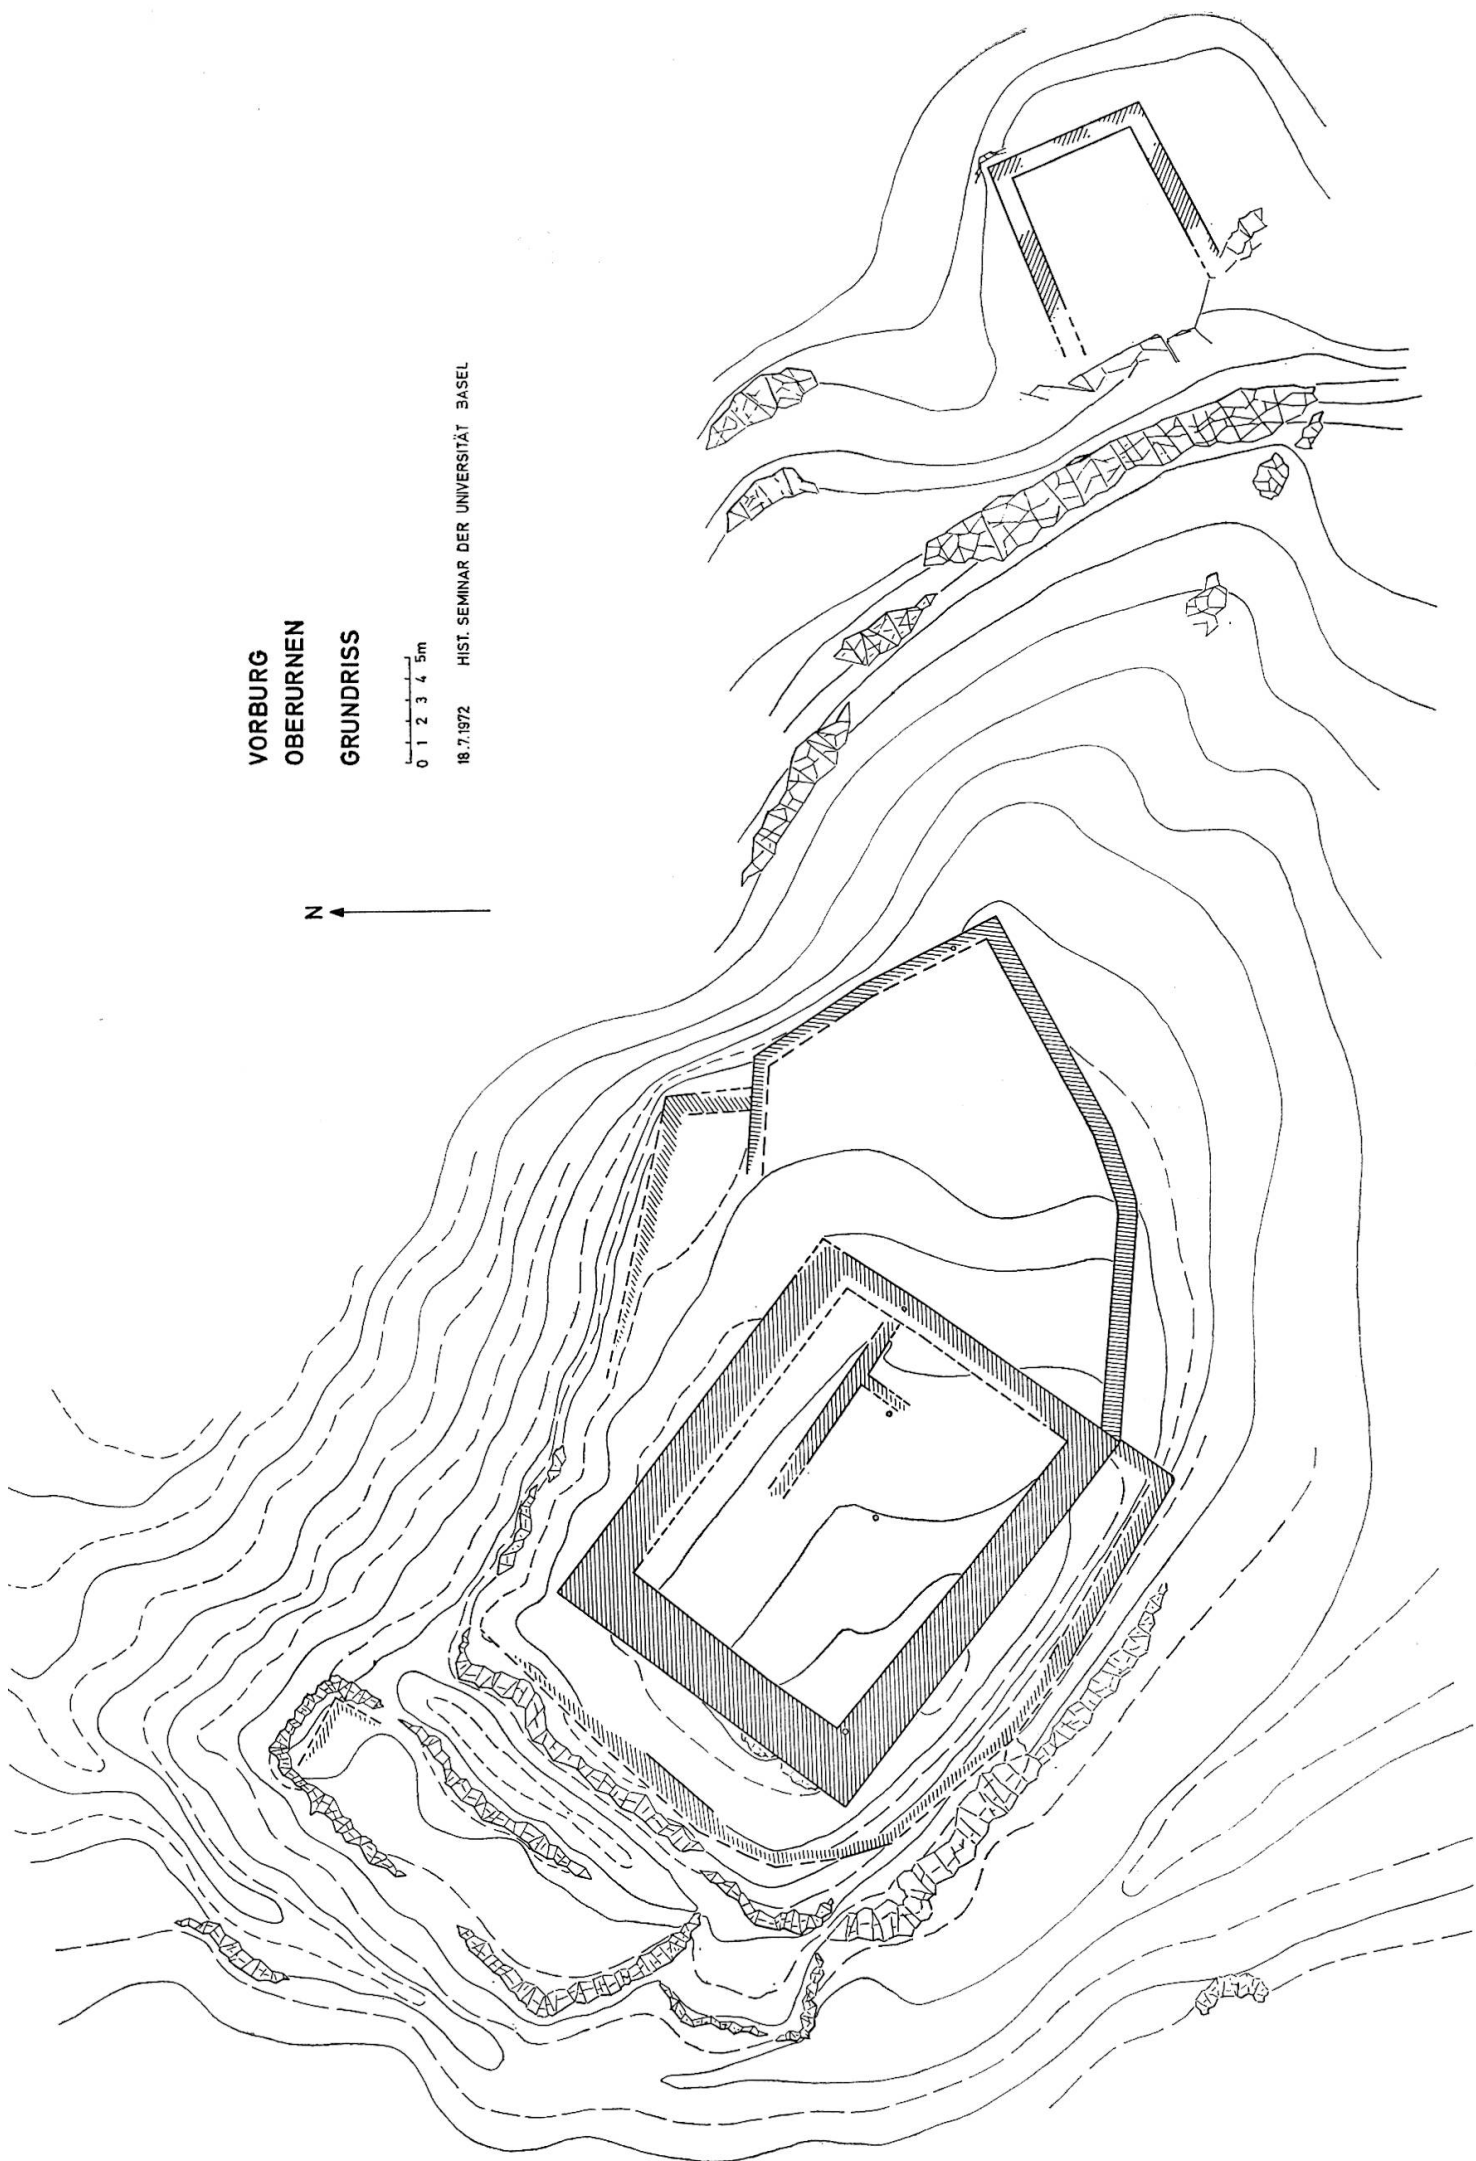 VORBURG
OBERURNEN
GRUNDRISS
0 1 2 3 4 5m
18.7.1972 HIST. SEMINAR DER UNIVERSITÄT BASEL
N